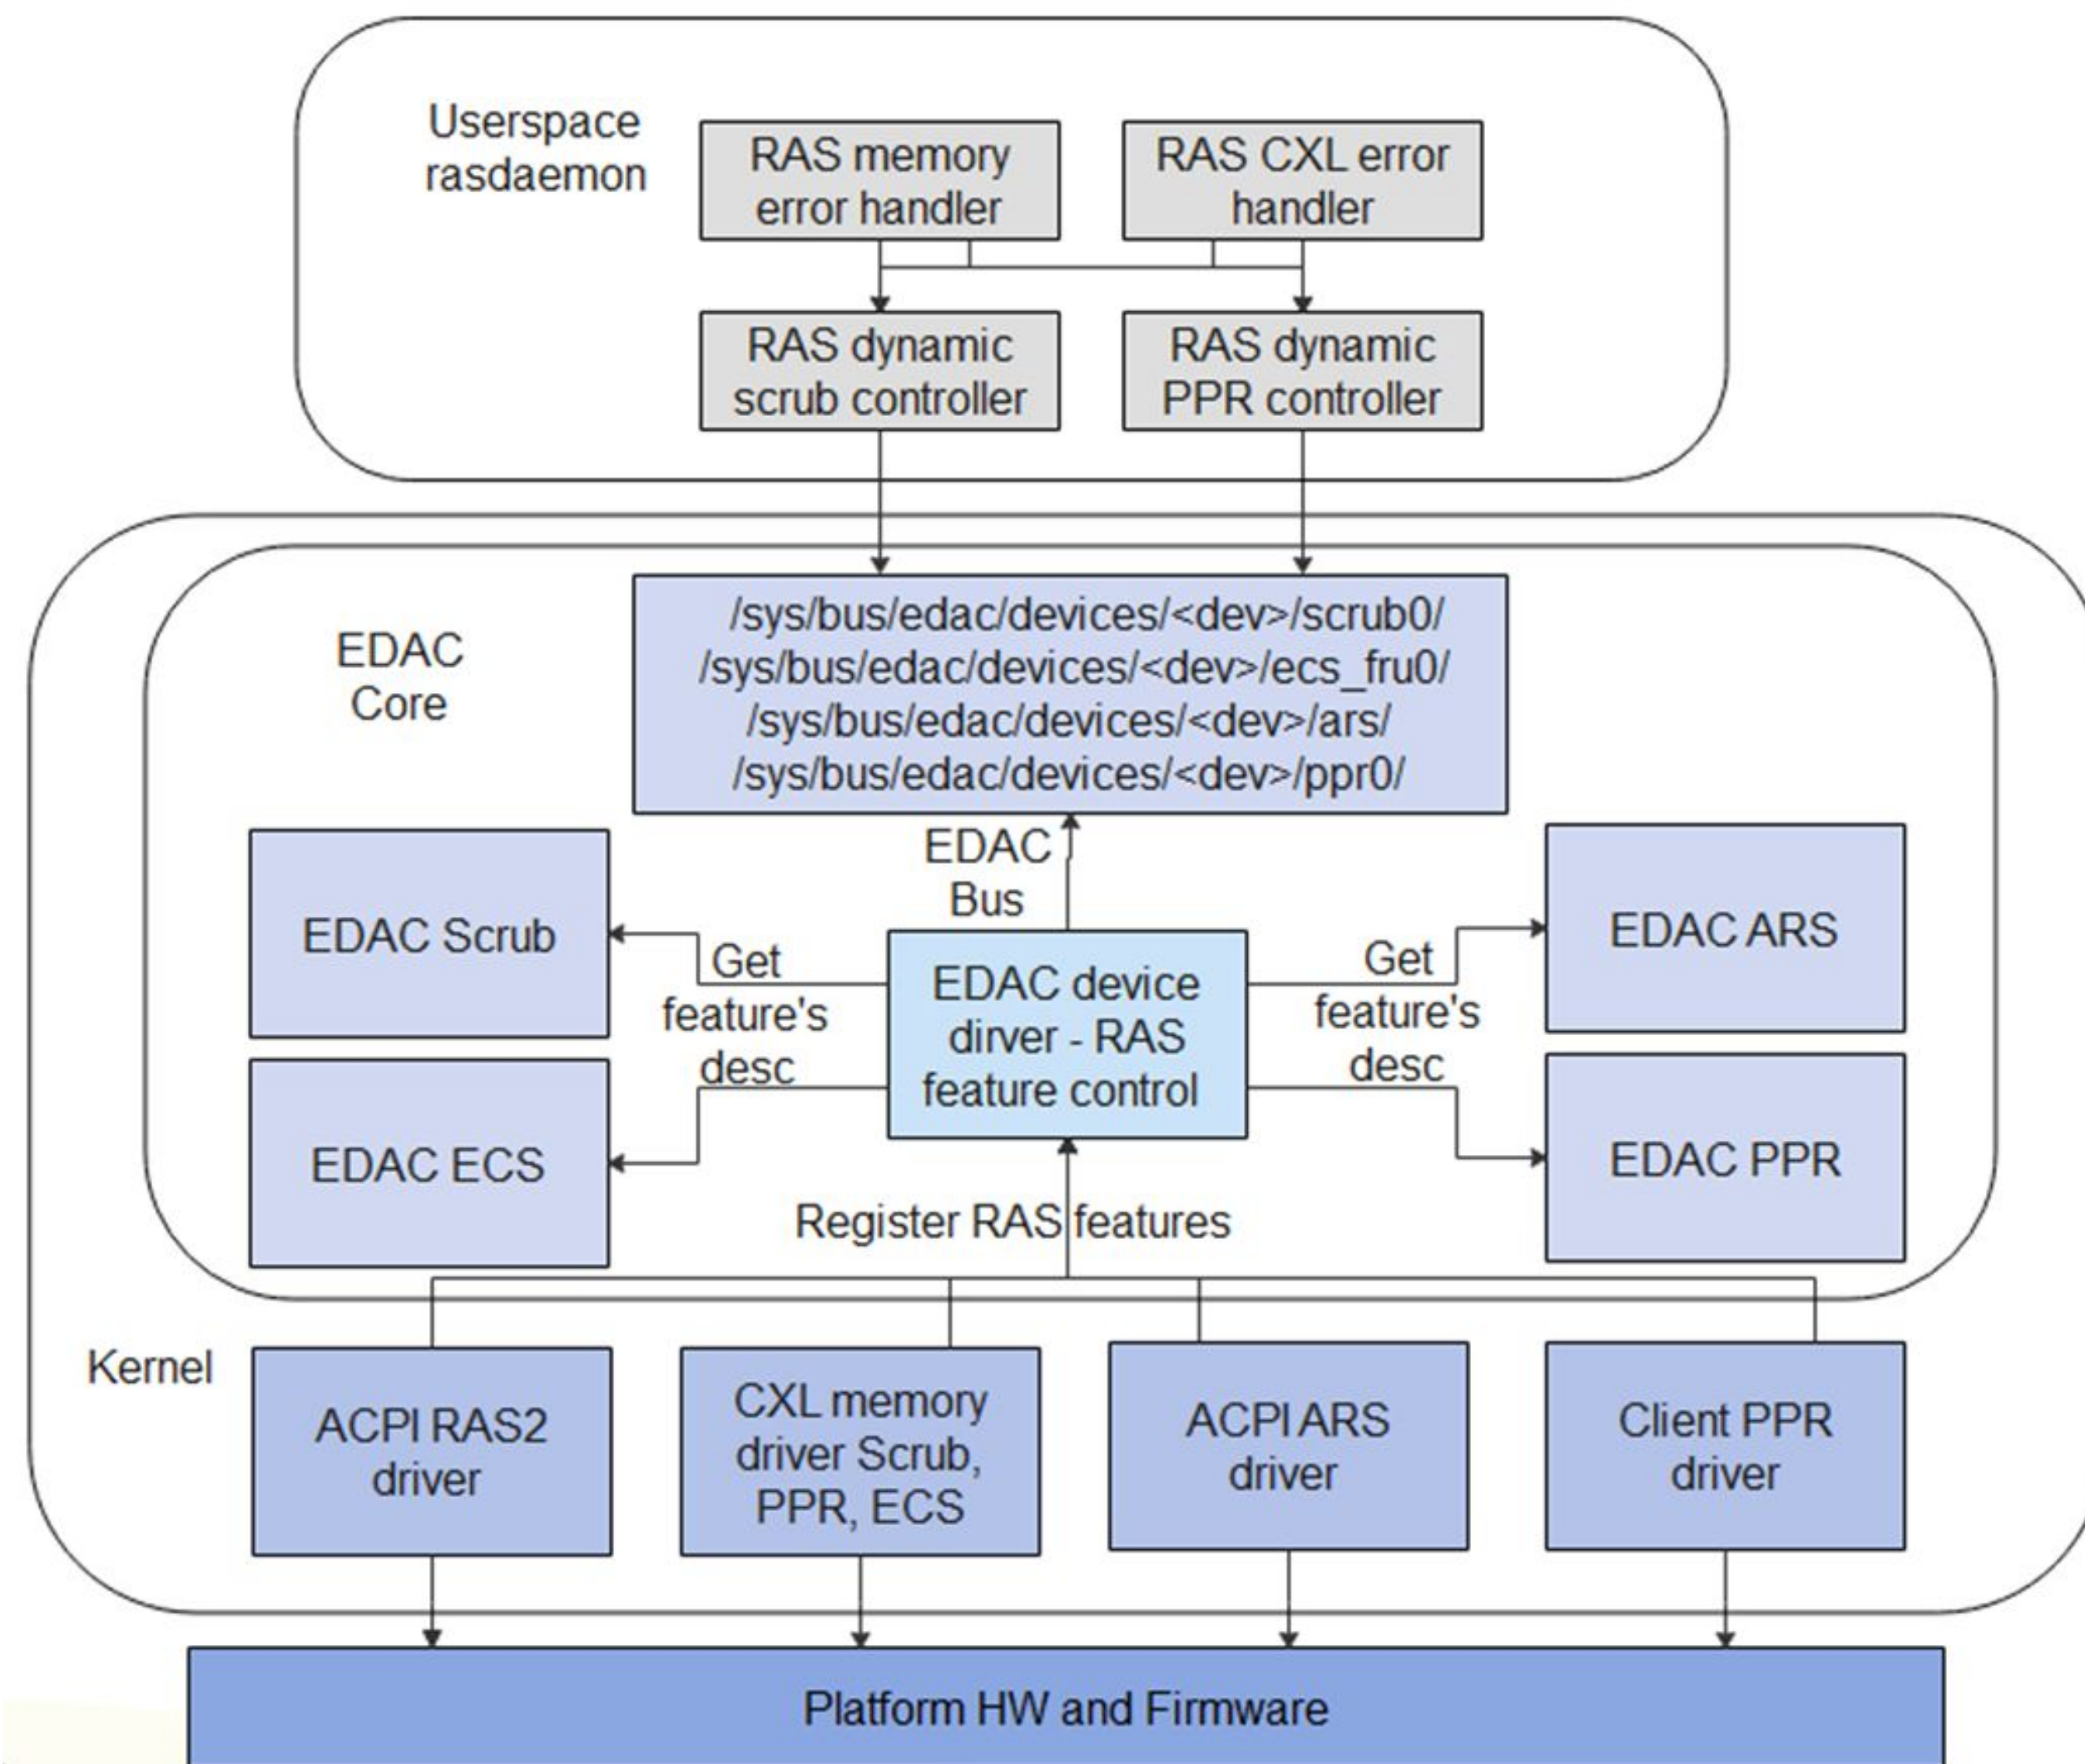 Userspace
rasdaemon
RAS memory
error handler
RAS CXL error
handler
RAS dynamic
scrub controller
RAS dynamic
PPR controller
EDAC
Core
/sys/bus/edac/devices/<dev>/scrub0/
/sys/bus/edac/devices/<dev>/ecs_fru0/
/sys/bus/edac/devices/<dev>/ars/
/sys/bus/edac/devices/<dev>/ppr0/
EDAC
Bus
EDAC Scrub
Get
feature's
desc
EDAC device
dirver - RAS
feature control
Get
feature's
desc
EDAC ARS
EDAC ECS
EDAC PPR
Register RAS features
Kernel
ACPI RAS2
driver
CXL memory
driver Scrub,
PPR, ECS
ACPI ARS
driver
Client PPR
driver
Platform HW and Firmware